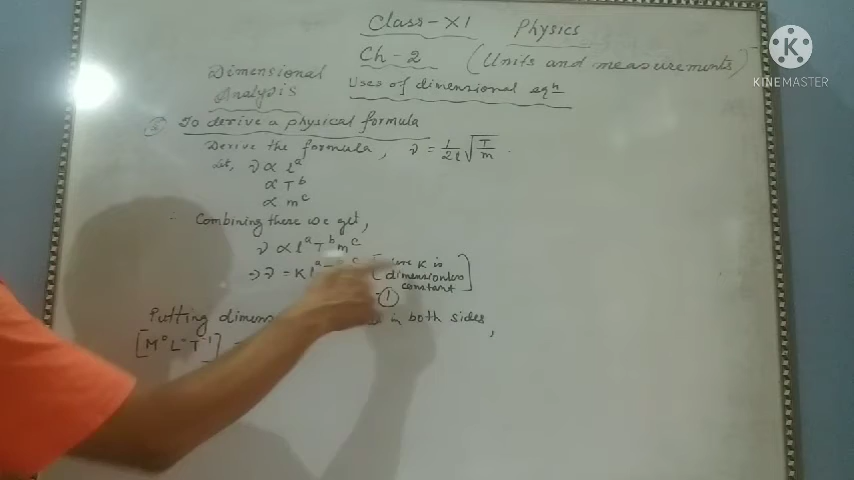 Class-XI Physics
Ch-2 (Units and measurements)
KINEMASTER
Dimensional Analysis
Uses of dimensional eqn
③ To derive a physical formula
Derive the formula, ν = 1/2l √T/m
Let, ν ∝ l^a
∝ T^b
∝ m^c
Combining these we get,
ν ∝ l^a T^b m^c
⇒ ν = K l^a [ K is dimensionless constant ]
①
Putting in both sides,
[M⁰L⁰T⁻¹]